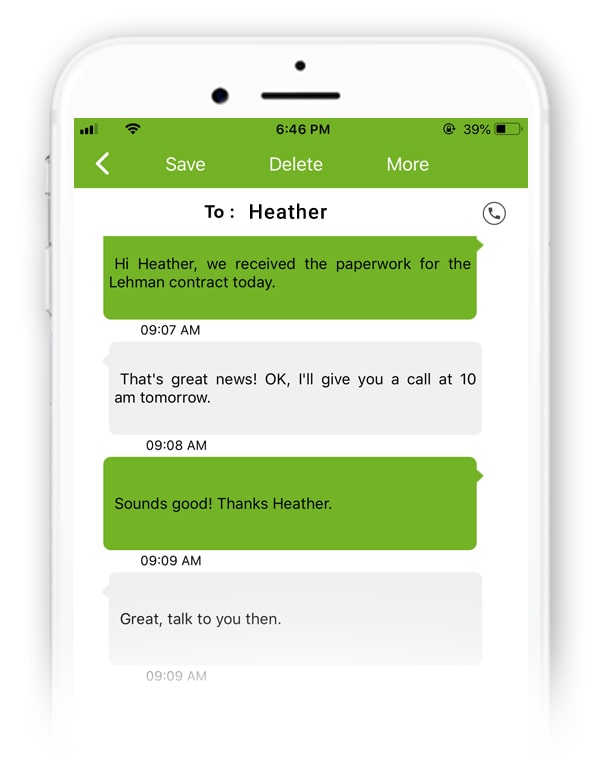 6:46 PM 39%
Save Delete More
To : Heather
Hi Heather, we received the paperwork for the
Lehman contract today.
09:07 AM
That's great news! OK, I'll give you a call at 10
am tomorrow.
09:08 AM
Sounds good! Thanks Heather.
09:09 AM
Great, talk to you then.
09:09 AM